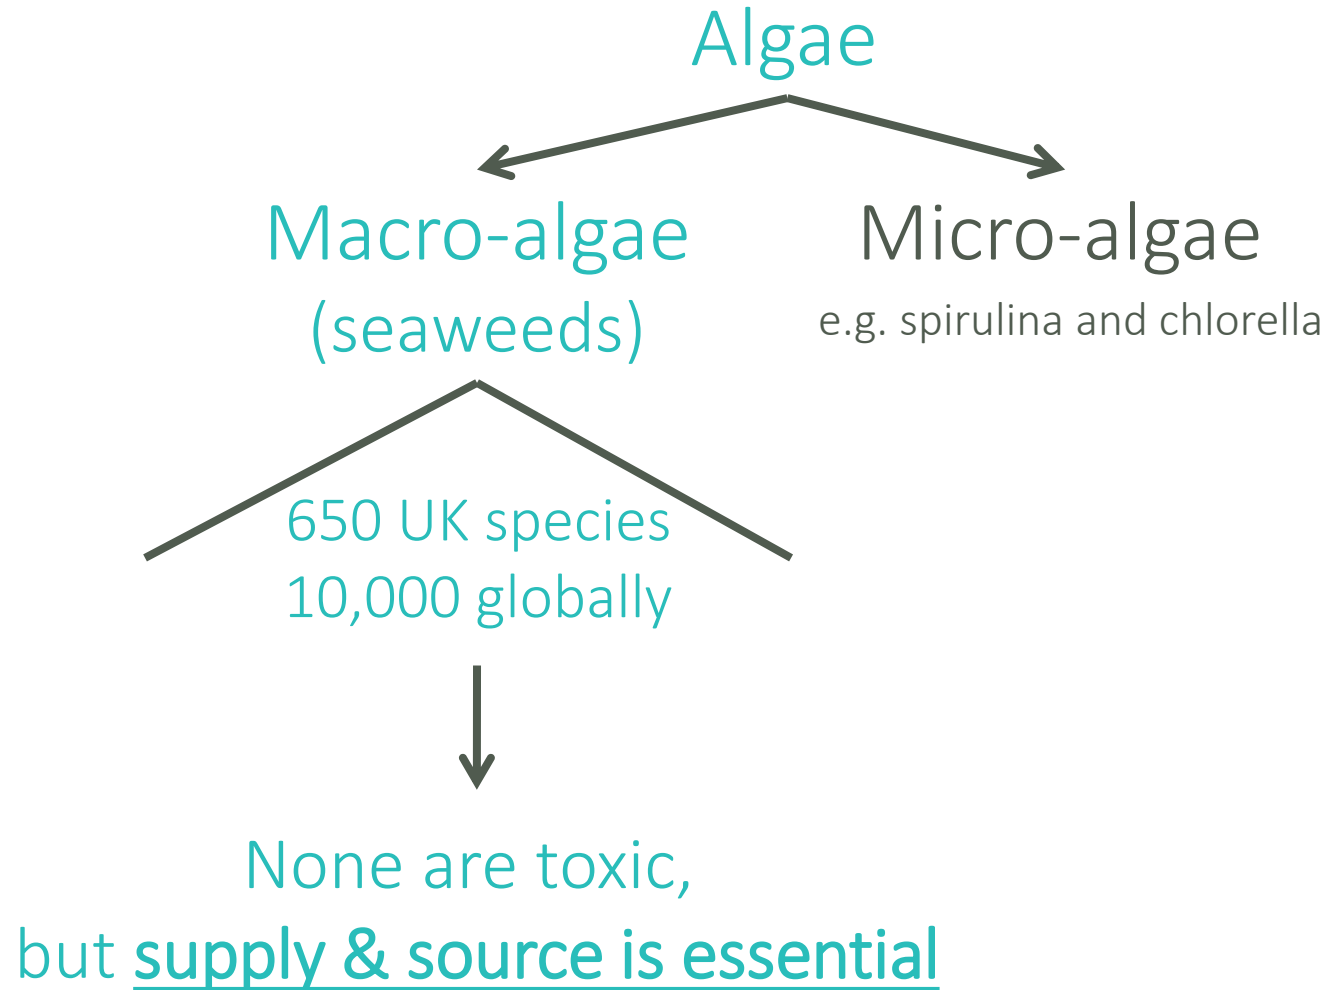 Algae
Macro-algae
(seaweeds)
Micro-algae
e.g. spirulina and chlorella
650 UK species
10,000 globally
None are toxic,
but supply & source is essential